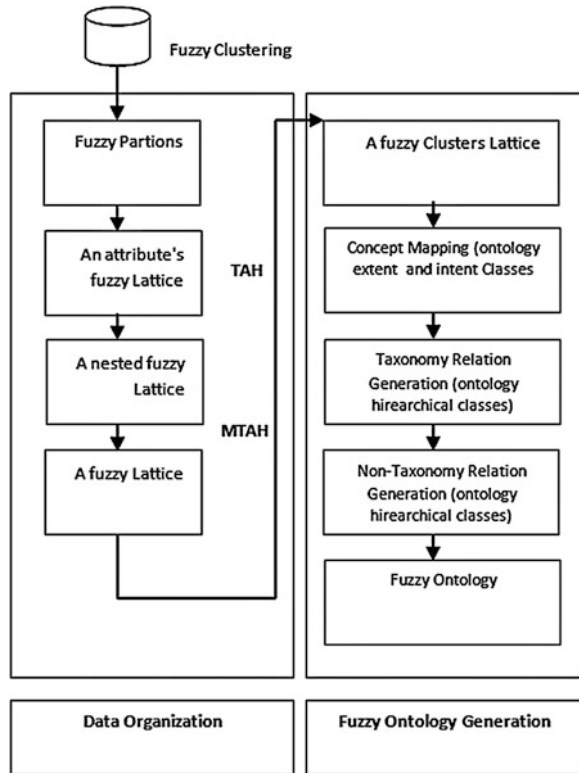 Fuzzy Clustering
Fuzzy Partions
An attribute's
fuzzy Lattice
A nested fuzzy
Lattice
A fuzzy Lattice
TAH
MTAH
A fuzzy Clusters Lattice
Concept Mapping (ontology
extent and intent Classes
Taxonomy Relation
Generation (ontology
hirearchical classes)
Non-Taxonomy Relation
Generation (ontology
hirearchical classes)
Fuzzy Ontology
Data Organization
Fuzzy Ontology Generation